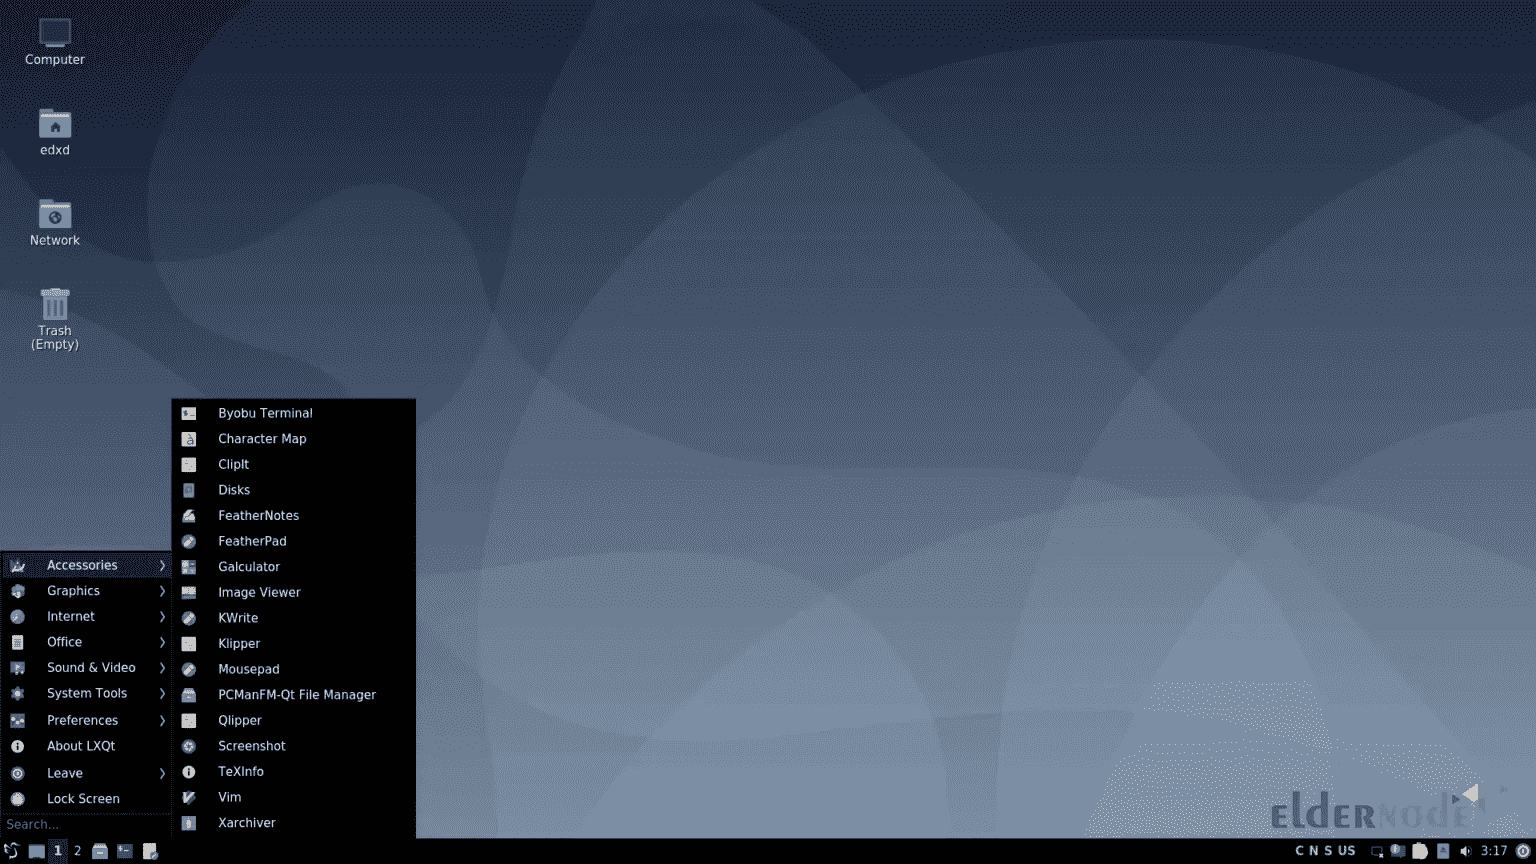 Computer
edxd
Network
Trash
(Empty)
Byobu Terminal
Character Map
ClipIt
Disks
FeatherNotes
FeatherPad
Galculator
Image Viewer
KWrite
Klipper
Mousepad
PCManFM-Qt File Manager
Qlipper
Screenshot
TeXInfo
Vim
Xarchiver
Accessories
Graphics
Internet
Office
Sound & Video
System Tools
Preferences
About LXQt
Leave
Lock Screen
Search...
elderNode
1 2 C N S US 3:17